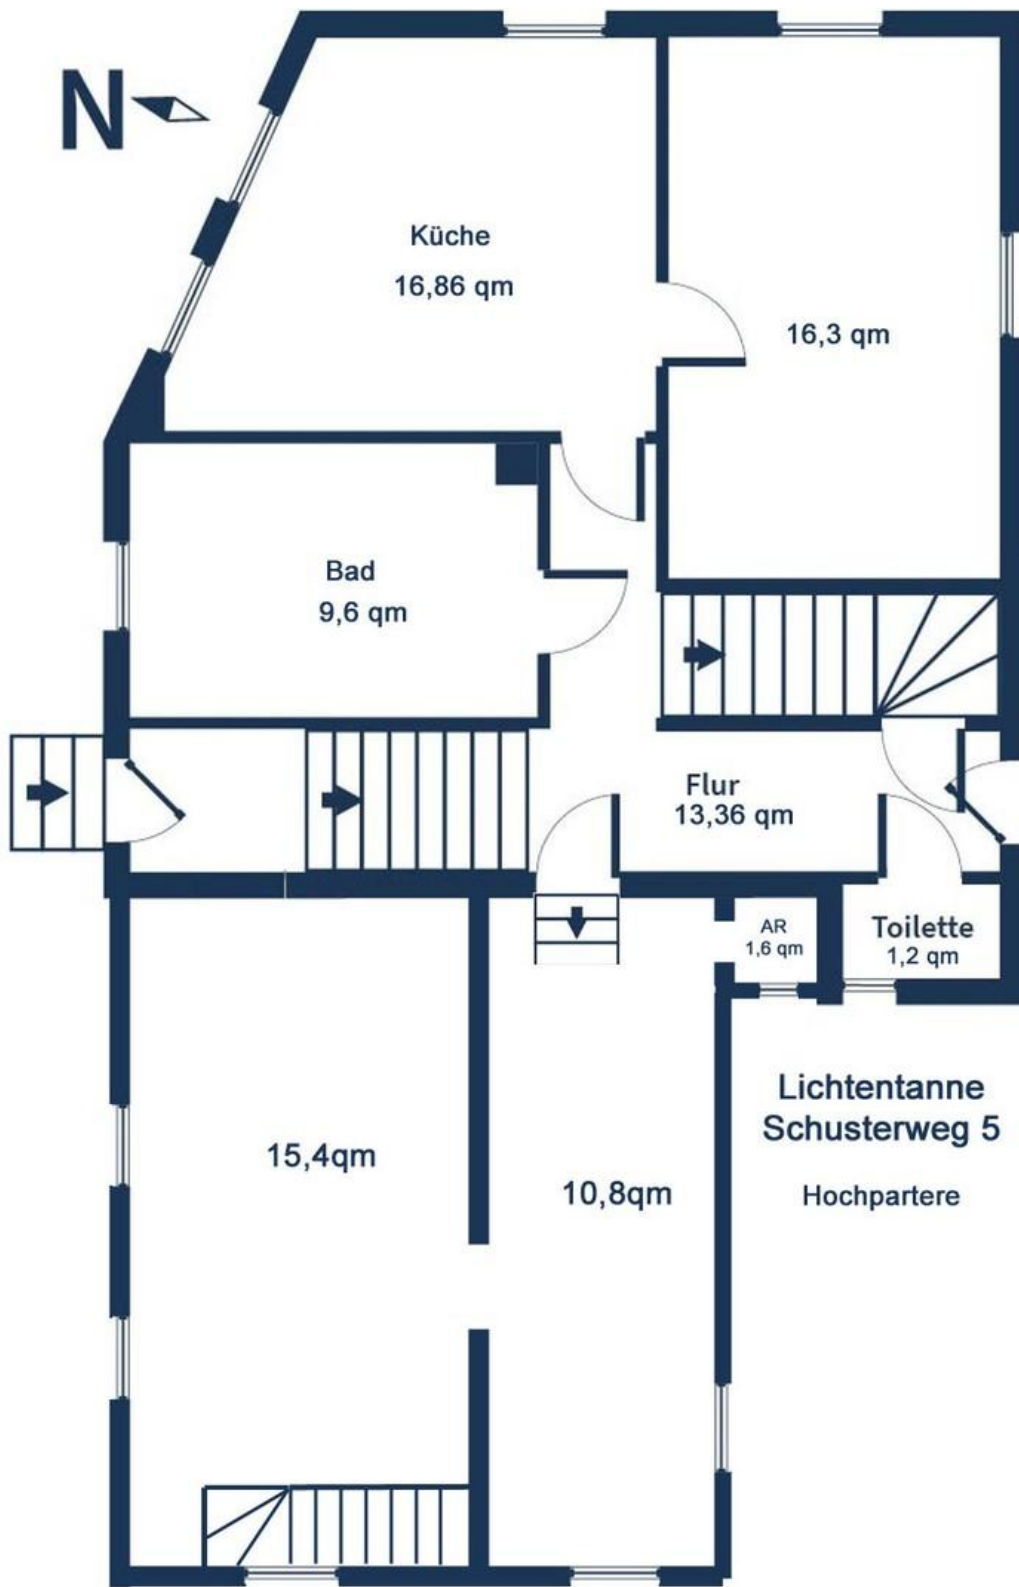 N
Küche
16,86 qm
16,3 qm
Bad
9,6 qm
Flur
13,36 qm
AR
1,6 qm
Toilette
1,2 qm
Lichtentanne
Schusterweg 5
Hochpartere
15,4qm
10,8qm